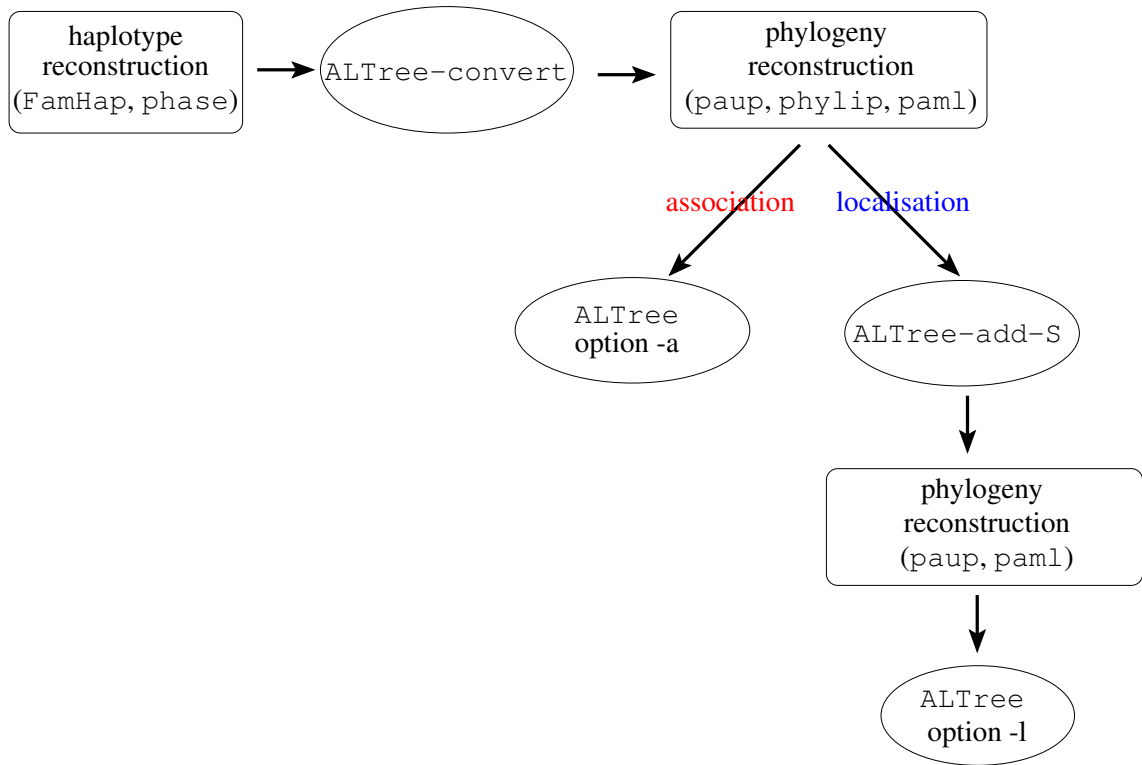 haplotype
reconstruction
(FamHap, phase)
ALTree-convert
phylogeny
reconstruction
(paup, phylip, paml)
association
localisation
ALTree
option -a
ALTree-add-S
phylogeny
reconstruction
(paup, paml)
ALTree
option -l